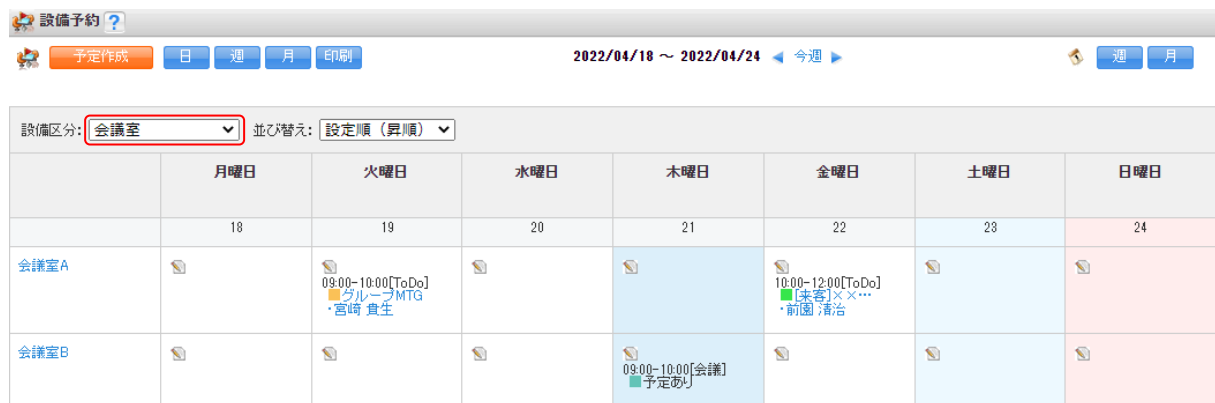 設備予約 ?
予定作成 日 週 月 印刷 2022/04/18 ～ 2022/04/24 ◀ 今週 ▶ 週 月
設備区分: 会議室 並び替え: 設定順（昇順）
月曜日 火曜日 水曜日 木曜日 金曜日 土曜日 日曜日
18 19 20 21 22 23 24
会議室A
09:00-10:00[ToDo]
グループMTG
・宮崎 貴生
10:00-12:00[ToDo]
[来客]××…
・前園 清治
会議室B
09:00-10:00[会議]
予定あり